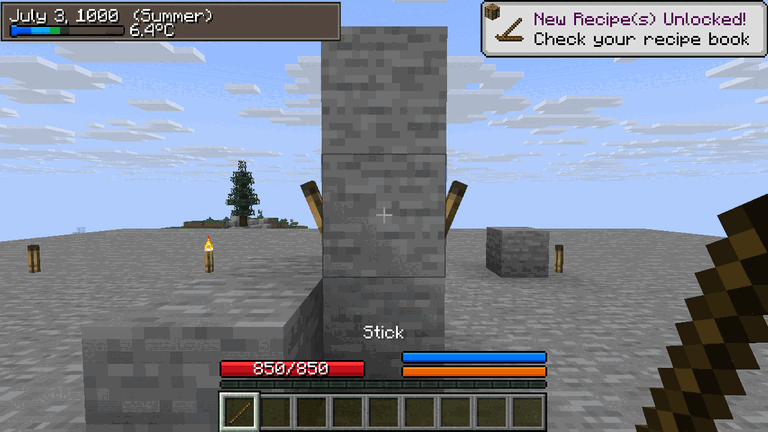 July 3, 1000 (Summer)
6.4°C
New Recipe(s) Unlocked!
Check your recipe book
Stick
850/850